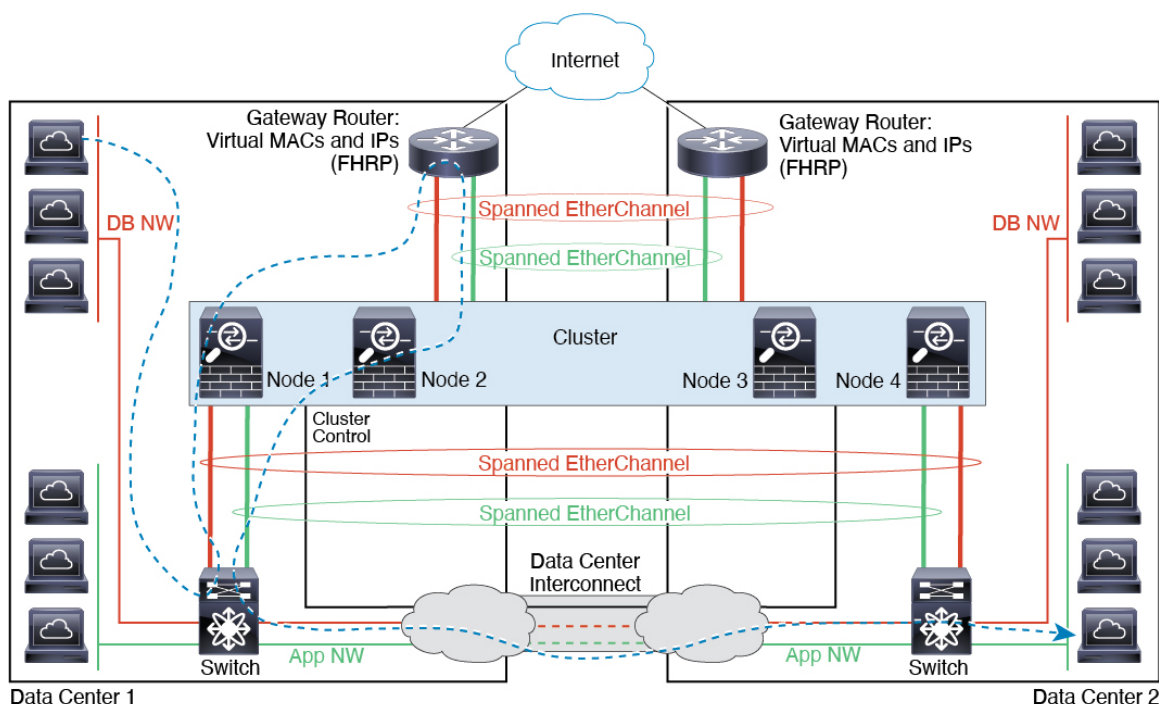 Internet
Gateway Router:
Virtual MACs and IPs
(FHRP)
Gateway Router:
Virtual MACs and IPs
(FHRP)
DB NW
Spanned EtherChannel
DB NW
Spanned EtherChannel
Cluster
Node 1
Node 2
Node 3
Node 4
Cluster
Control
Spanned EtherChannel
Spanned EtherChannel
Data Center
Interconnect
Switch
App NW
App NW
Switch
Data Center 1
Data Center 2